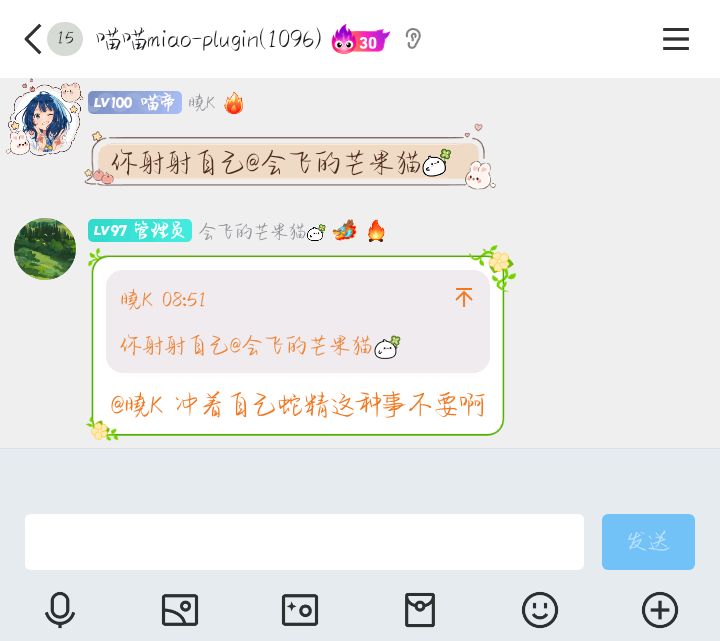 15 喵喵miao-plugin(1096) 30
LV100 喵帝 曉K
你射射自己@会飞的芒果猫
LV97 管理员 会飞的芒果猫
曉K 08:51
你射射自己@会飞的芒果猫
@曉K 冲着自己蛇精这种事不要啊
发送